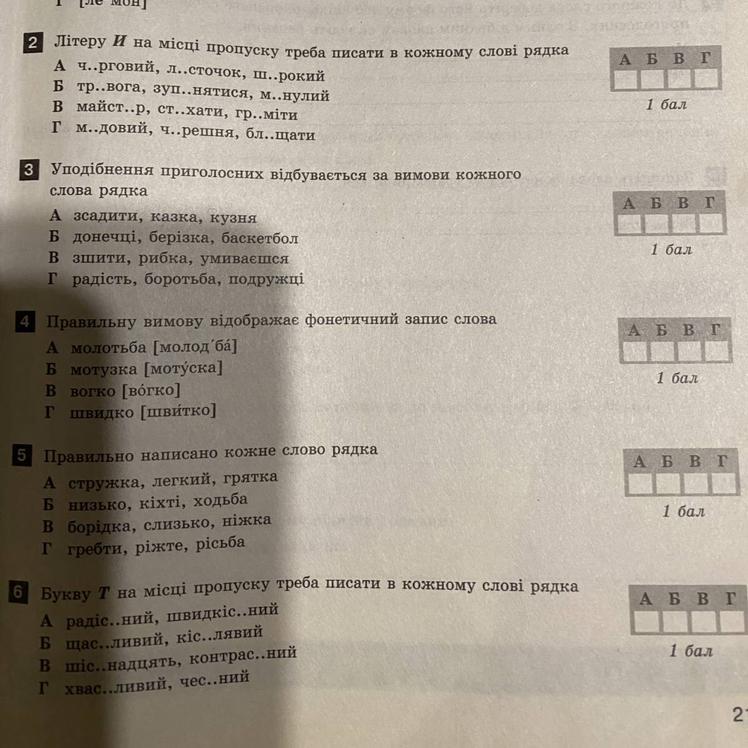 Г [ле мон]
2 Літеру И на місці пропуску треба писати в кожному слові рядка
А ч..рговий, л..сточок, ш..рокий
Б тр..вога, зуп..нятися, м..нулий
В майст..р, ст..хати, гр..міти
Г м..довий, ч..решня, бл..щати
А Б В Г
1 бал
3 Уподібнення приголосних відбувається за вимови кожного
слова рядка
А зсадити, казка, кузня
Б донечці, берізка, баскетбол
В зшити, рибка, умиваєшся
Г радість, боротьба, подружці
А Б В Г
1 бал
4 Правильну вимову відображає фонетичний запис слова
А молотьба [молод´ба́]
Б мотузка [моту́ска]
В вогко [во́гко]
Г швидко [шви́тко]
А Б В Г
1 бал
5 Правильно написано кожне слово рядка
А стружка, легкий, грятка
Б низько, кіхті, ходьба
В борідка, слизько, ніжка
Г гребти, ріжте, рісьба
А Б В Г
1 бал
6 Букву Т на місці пропуску треба писати в кожному слові рядка
А радіс..ний, швидкіс..ний
Б щас..ливий, кіс..лявий
В шіс..надцять, контрас..ний
Г хвас..ливий, чес..ний
А Б В Г
1 бал